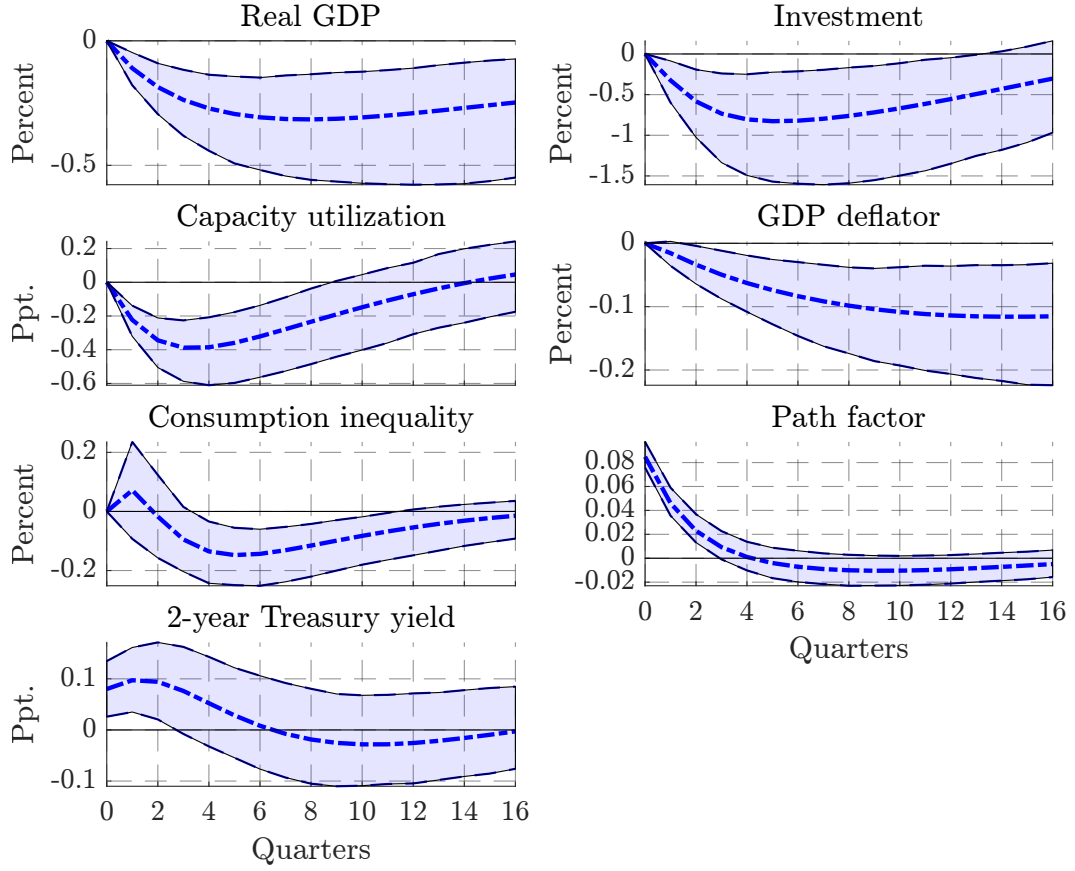 Real GDP
0
-0.5
Percent
Investment
0
-0.5
-1
-1.5
Percent
Capacity utilization
0.2
0
-0.2
-0.4
-0.6
Ppt.
GDP deflator
0
-0.1
-0.2
Percent
Consumption inequality
0.2
0
-0.2
Percent
Path factor
0.08
0.06
0.04
0.02
0
-0.02
0 2 4 6 8 10 12 14 16
Quarters
2-year Treasury yield
0.1
0
-0.1
Ppt.
0 2 4 6 8 10 12 14 16
Quarters